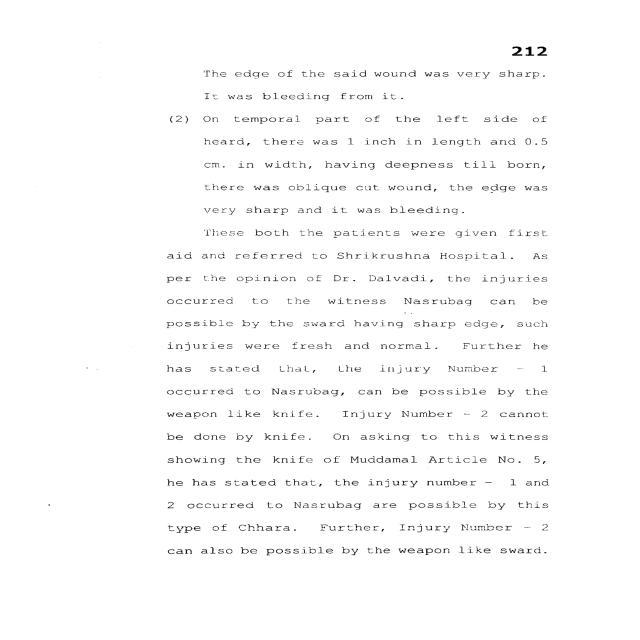 212
The edge of the said wound was very sharp.
It was bleeding from it.
(2) On temporal part of the left side of
heard, there was 1 inch in length and 0.5
cm. in width, having deepness till born,
there was oblique cut wound, the edge was
very sharp and it was bleeding.
These both the patients were given first
aid and referred to Shrikrushna Hospital. As
per the opinion of Dr. Dalvadi, the injuries
occurred to the witness Nasrubag can be
possible by the sward having sharp edge, such
injuries were fresh and normal. Further he
has stated that, the injury Number - 1
occurred to Nasrubag, can be possible by the
weapon like knife. Injury Number - 2 cannot
be done by knife. On asking to this witness
showing the knife of Muddamal Article No. 5,
he has stated that, the injury number - 1 and
2 occurred to Nasrubag are possible by this
type of Chhara. Further, Injury Number - 2
can also be possible by the weapon like sward.